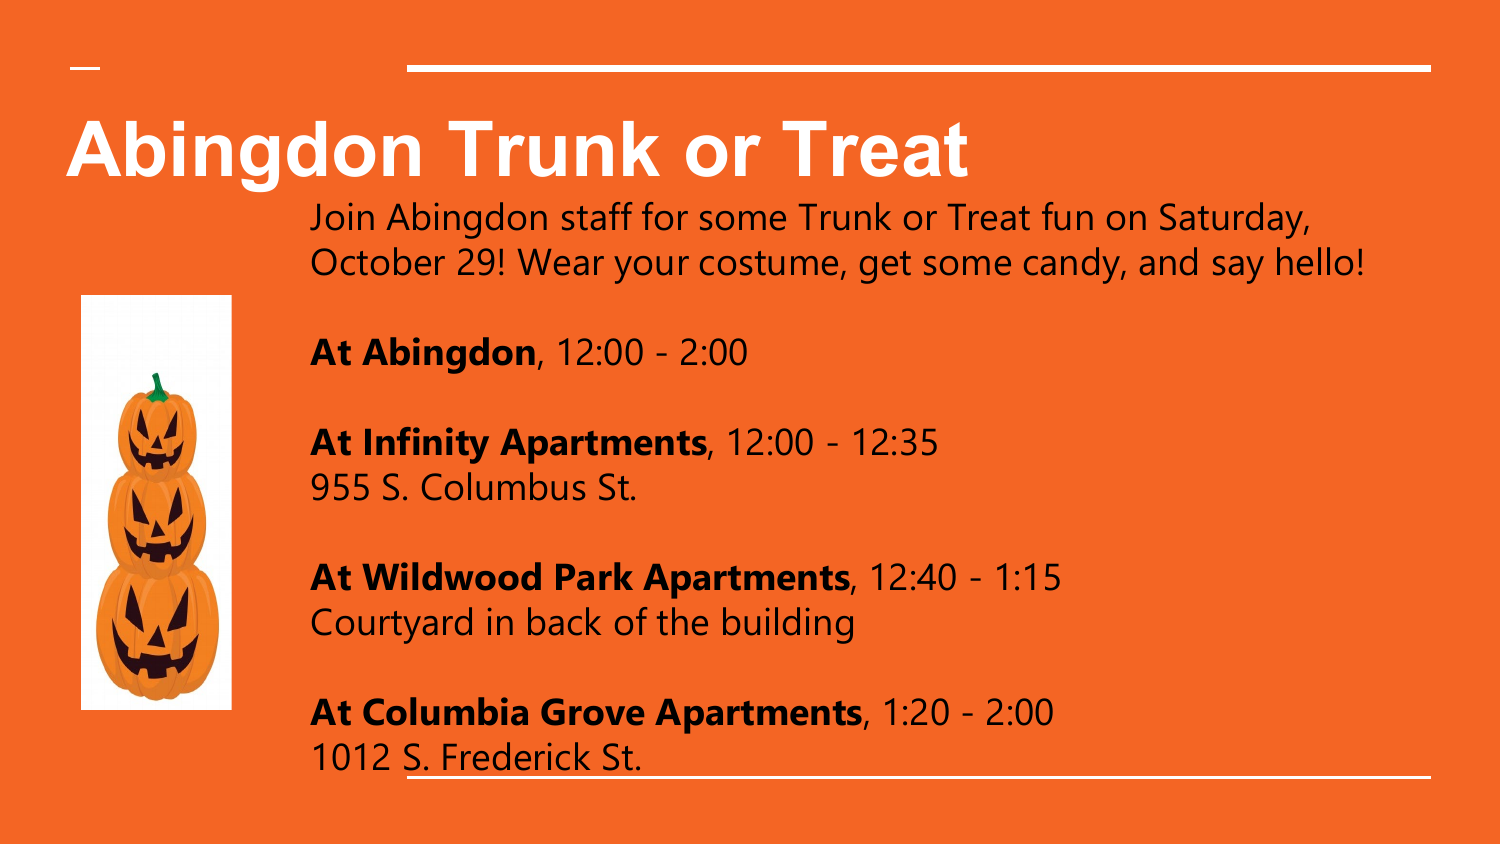 Abingdon Trunk or Treat
Join Abingdon staff for some Trunk or Treat fun on Saturday,
October 29! Wear your costume, get some candy, and say hello!
At Abingdon, 12:00 - 2:00
At Infinity Apartments, 12:00 - 12:35
955 S. Columbus St.
At Wildwood Park Apartments, 12:40 - 1:15
Courtyard in back of the building
At Columbia Grove Apartments, 1:20 - 2:00
1012 S. Frederick St.